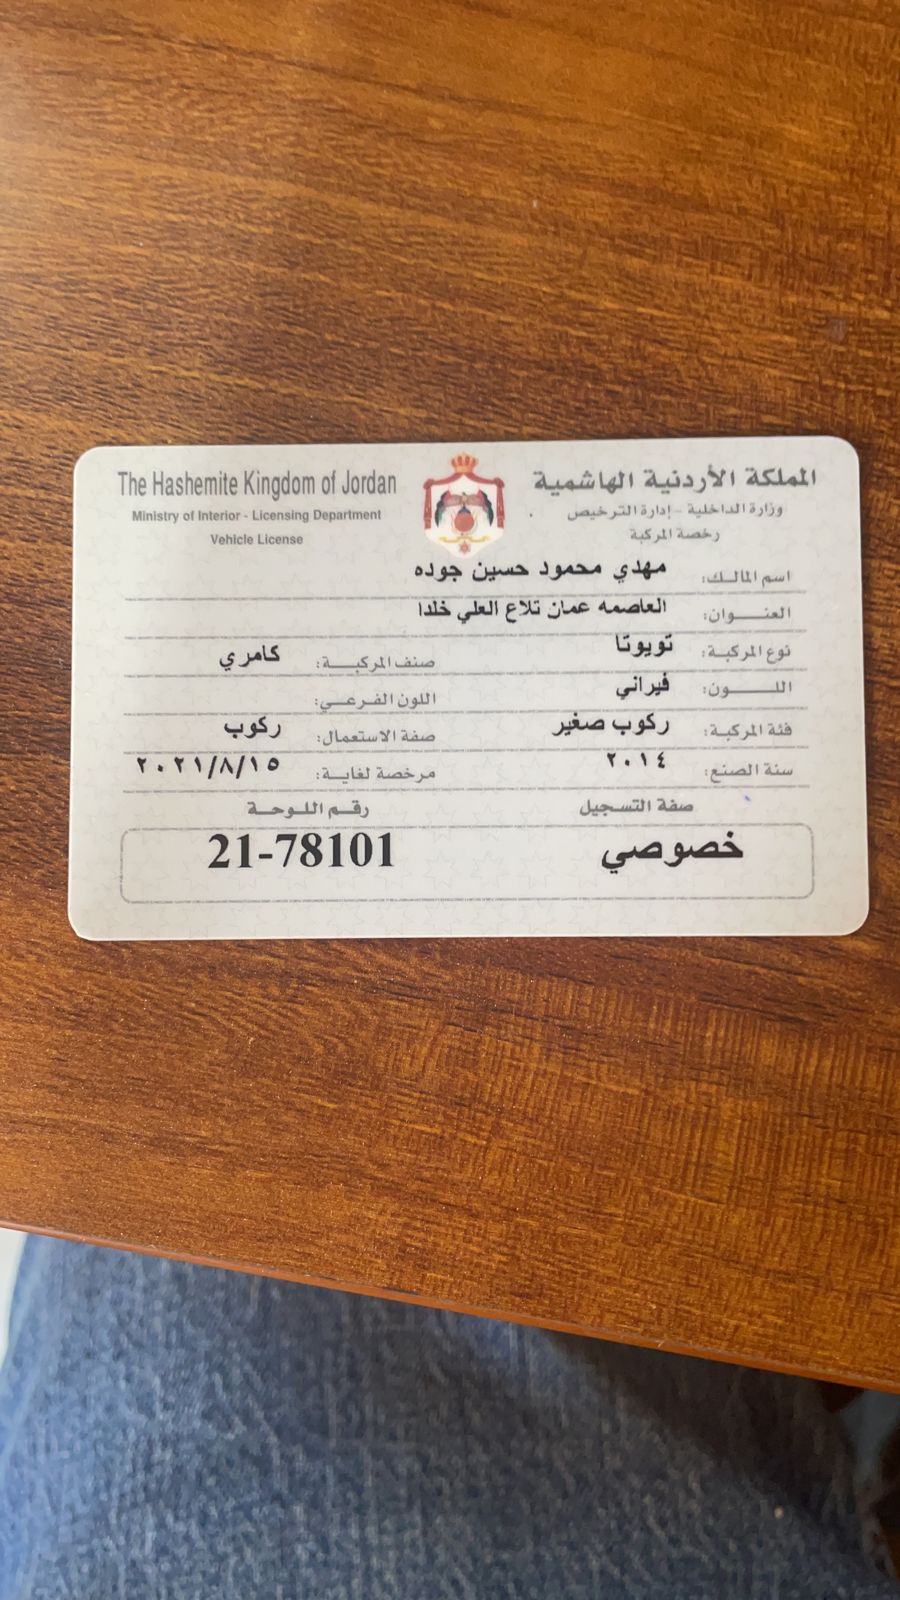 The Hashemite Kingdom of Jordan
المملكة الأردنية الهاشمية
Ministry of Interior - Licensing Department
وزارة الداخلية - إدارة الترخيص
Vehicle License
رخصة المركبة
اسم المالك: مهدي محمود حسين جوده
العنوان: العاصمه عمان تلاع العلي خلدا
نوع المركبة: تويوتا صنف المركبة: كامري
اللون: فيراني اللون الفرعي:
فئة المركبة: ركوب صغير صفة الاستعمال: ركوب
سنة الصنع: ٢٠١٤ مرخصة لغاية: ٢٠٢١/٨/١٥
صفة التسجيل رقم اللوحة
خصوصي 21-78101